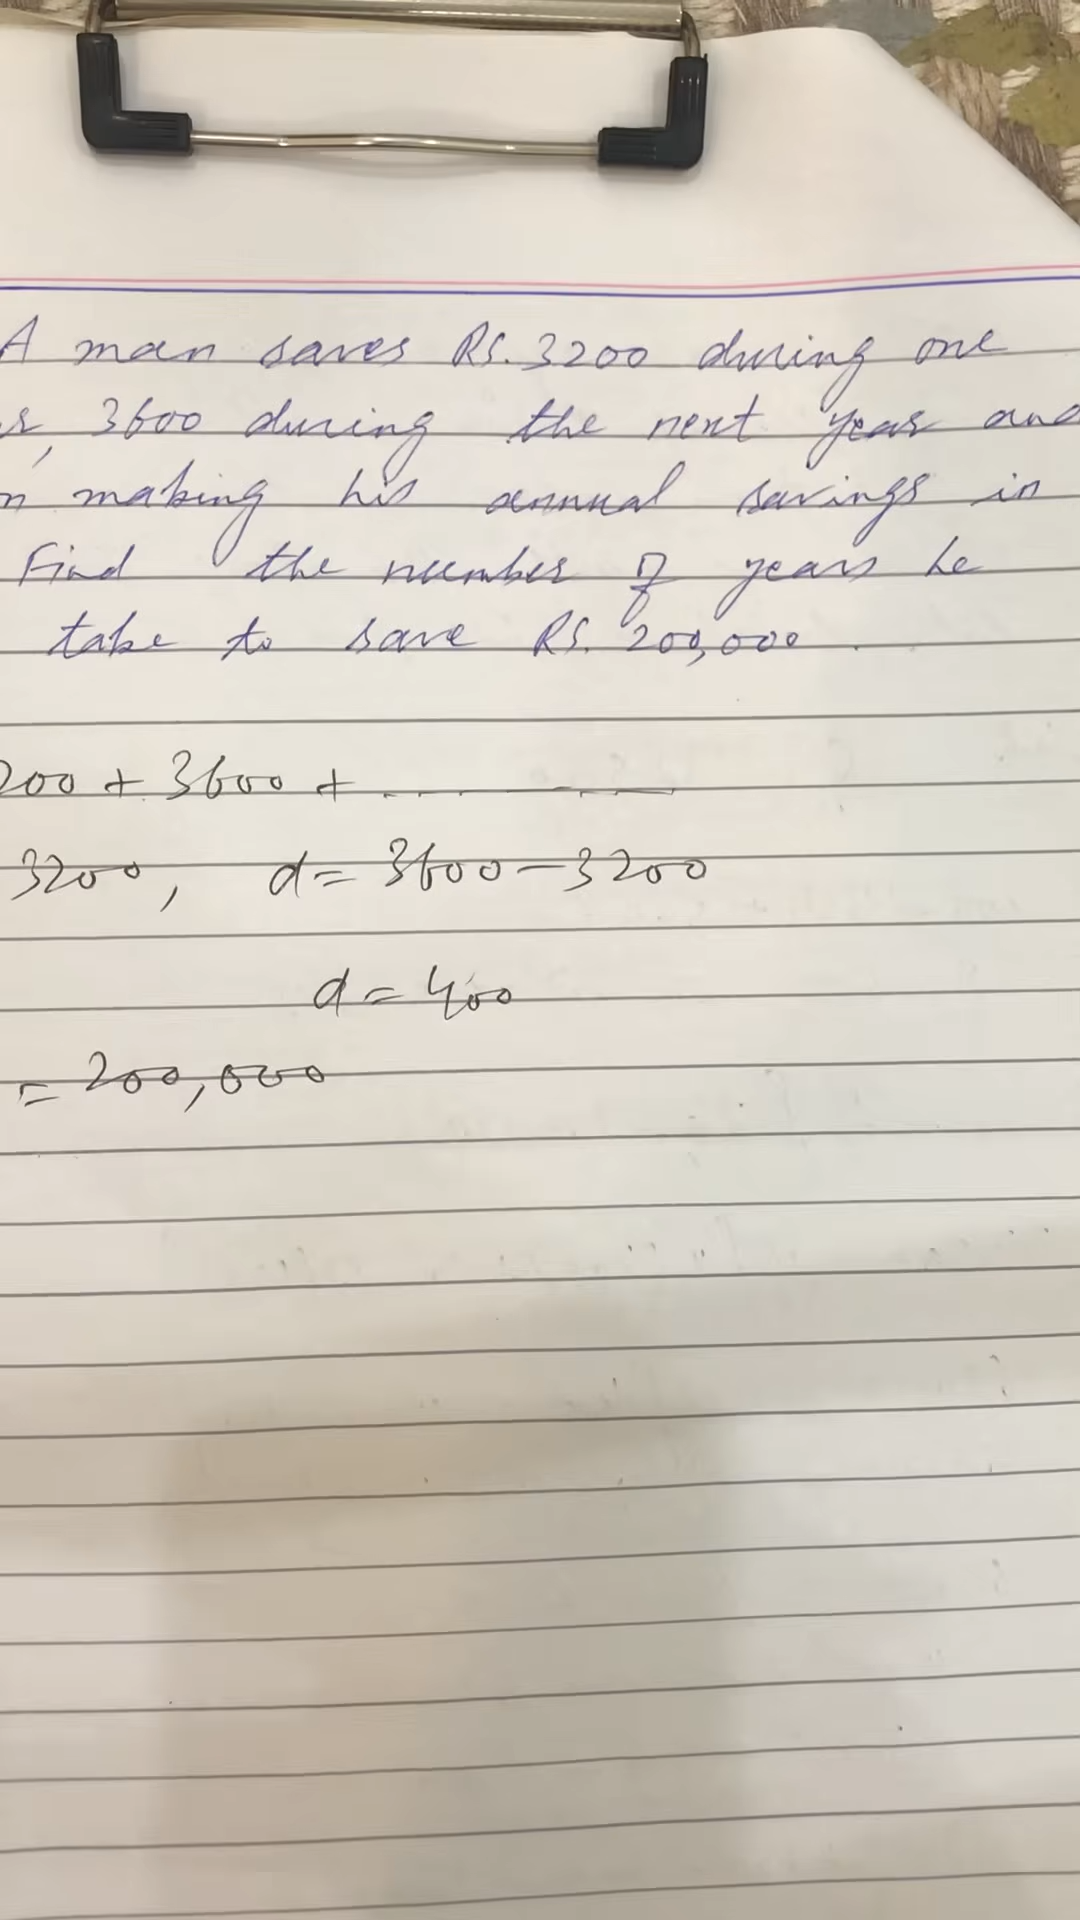 A man saves RS. 3200 during one
, 3600 during the next year and
making his annual savings in
Find the number of years he
take to save RS. 200,000.
200 + 3600 + ...........
3200, d = 3600 - 3200
d = 400
= 200,000